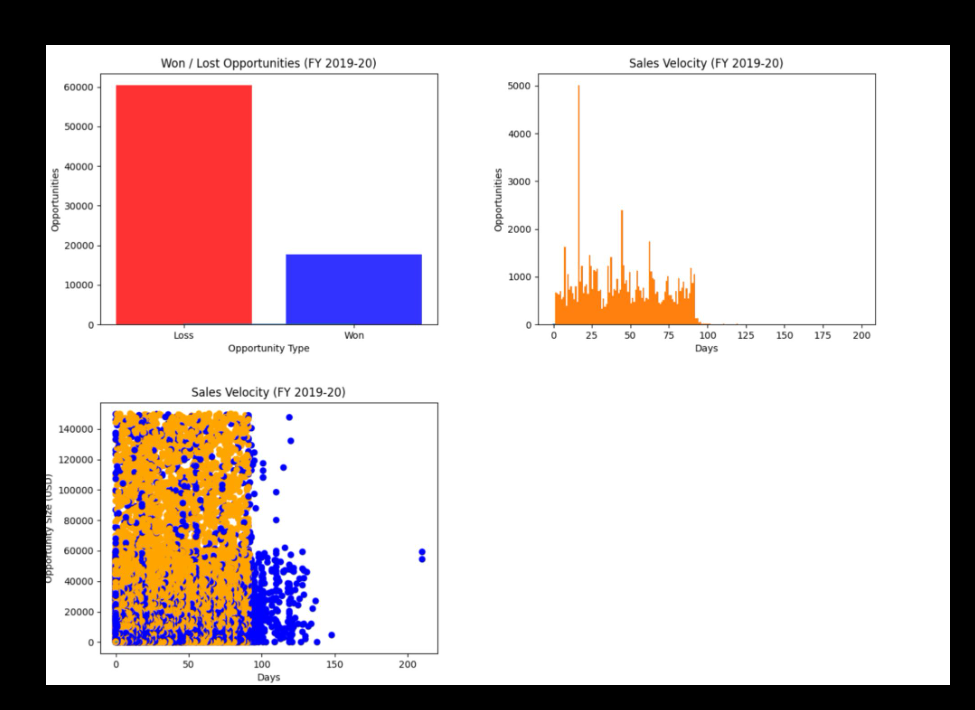 Won / Lost Opportunities (FY 2019-20)
60000
50000
40000
30000
20000
10000
0
Opportunities
Loss
Won
Opportunity Type
Sales Velocity (FY 2019-20)
5000
4000
3000
2000
1000
0
Opportunities
0 25 50 75 100 125 150 175 200
Days
Sales Velocity (FY 2019-20)
140000
120000
100000
80000
60000
40000
20000
0
Opportunity Size (USD)
0 50 100 150 200
Days